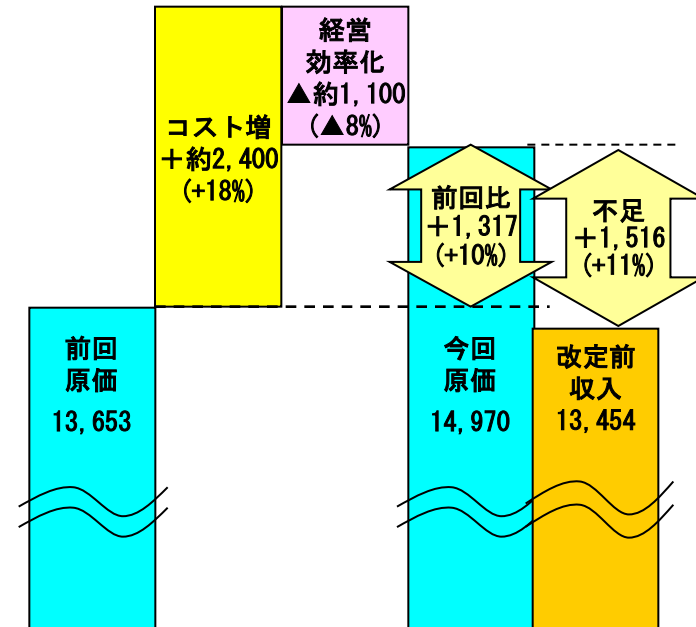 経営
効率化
▲約1,100
(▲8%)
コスト増
＋約2,400
(+18%)
前回比
＋1,317
(+10%)
不足
＋1,516
(+11%)
前回
原価
13,653
今回
原価
14,970
改定前
収入
13,454